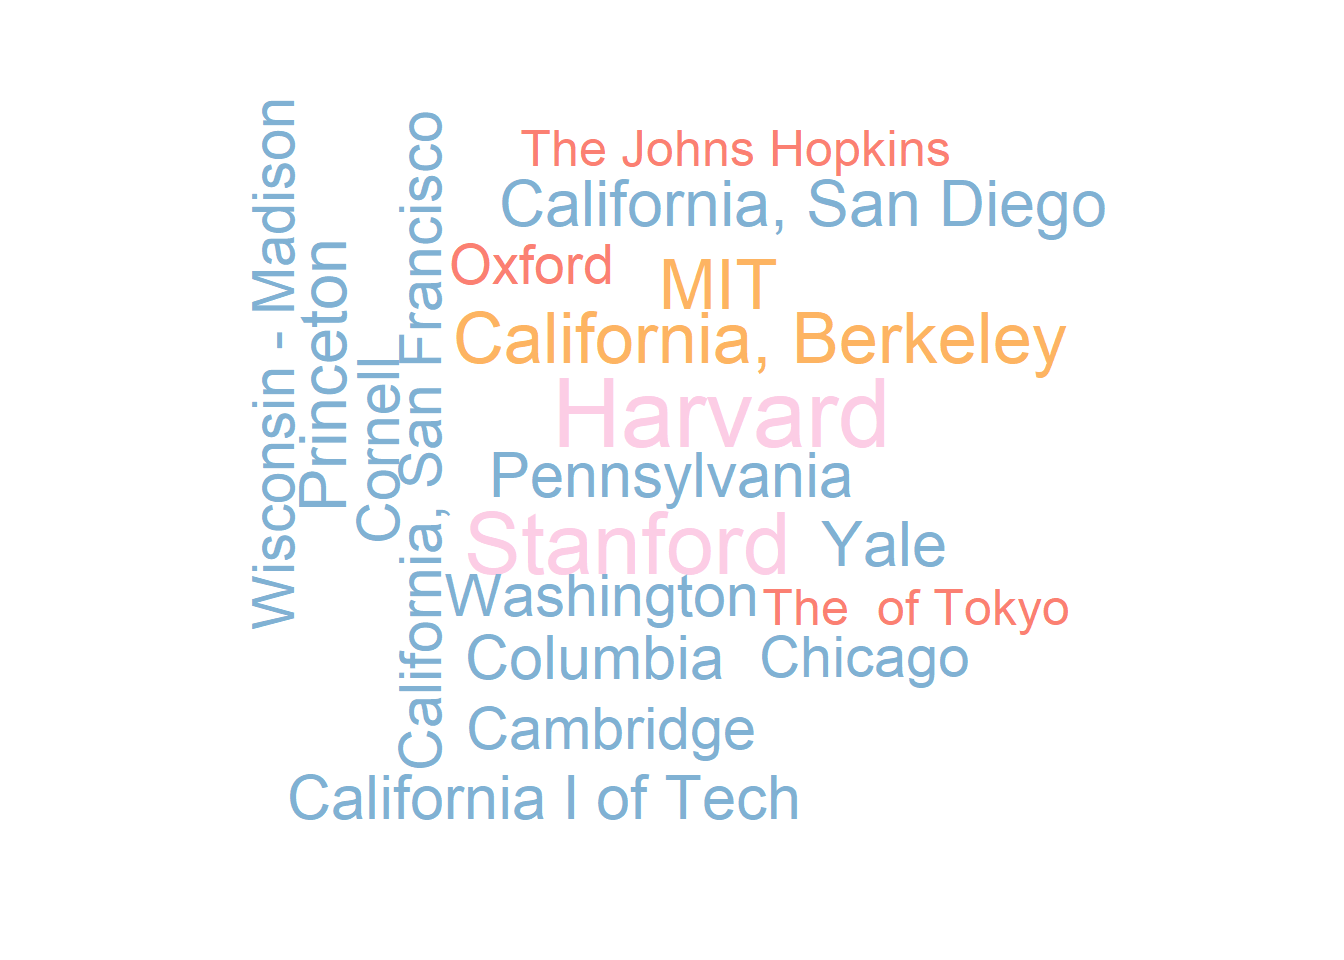 Wisconsin - Madison
Princeton
Cornell
California, San Francisco
The Johns Hopkins
California, San Diego
Oxford
MIT
California, Berkeley
Harvard
Pennsylvania
Stanford
Yale
Washington
The  of Tokyo
Columbia
Chicago
Cambridge
California I of Tech